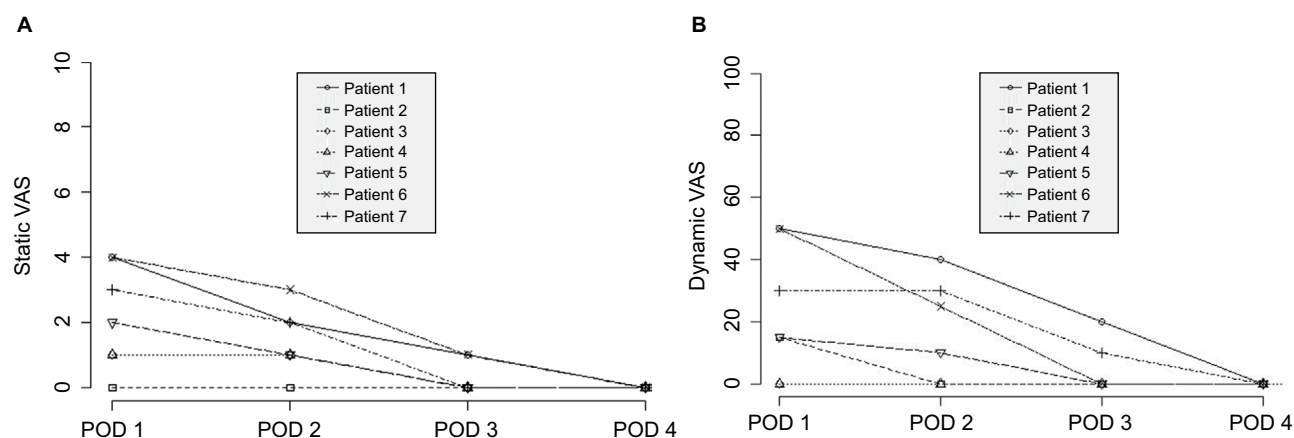 A
Static VAS
10
8
6
4
2
0
Patient 1
Patient 2
Patient 3
Patient 4
Patient 5
Patient 6
Patient 7
POD 1 POD 2 POD 3 POD 4
B
Dynamic VAS
100
80
60
40
20
0
Patient 1
Patient 2
Patient 3
Patient 4
Patient 5
Patient 6
Patient 7
POD 1 POD 2 POD 3 POD 4